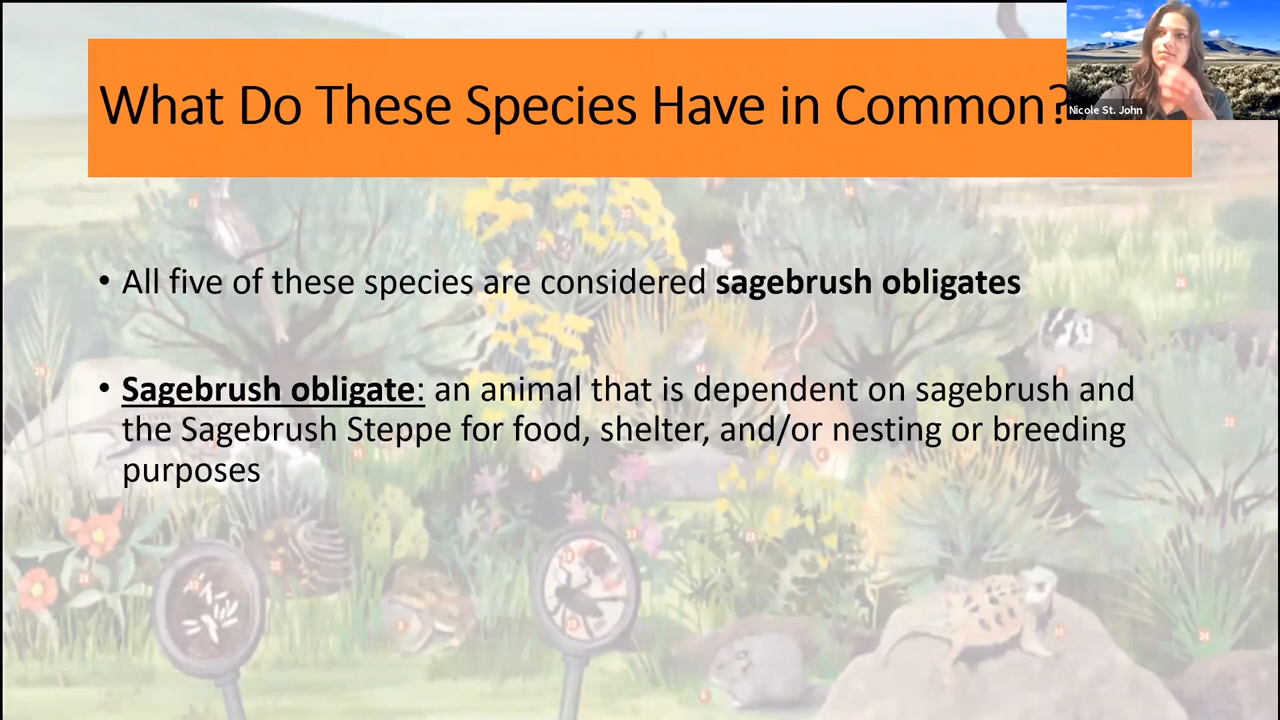 What Do These Species Have in Common?
Nicole St. John
• All five of these species are considered sagebrush obligates
• Sagebrush obligate: an animal that is dependent on sagebrush and
the Sagebrush Steppe for food, shelter, and/or nesting or breeding
purposes